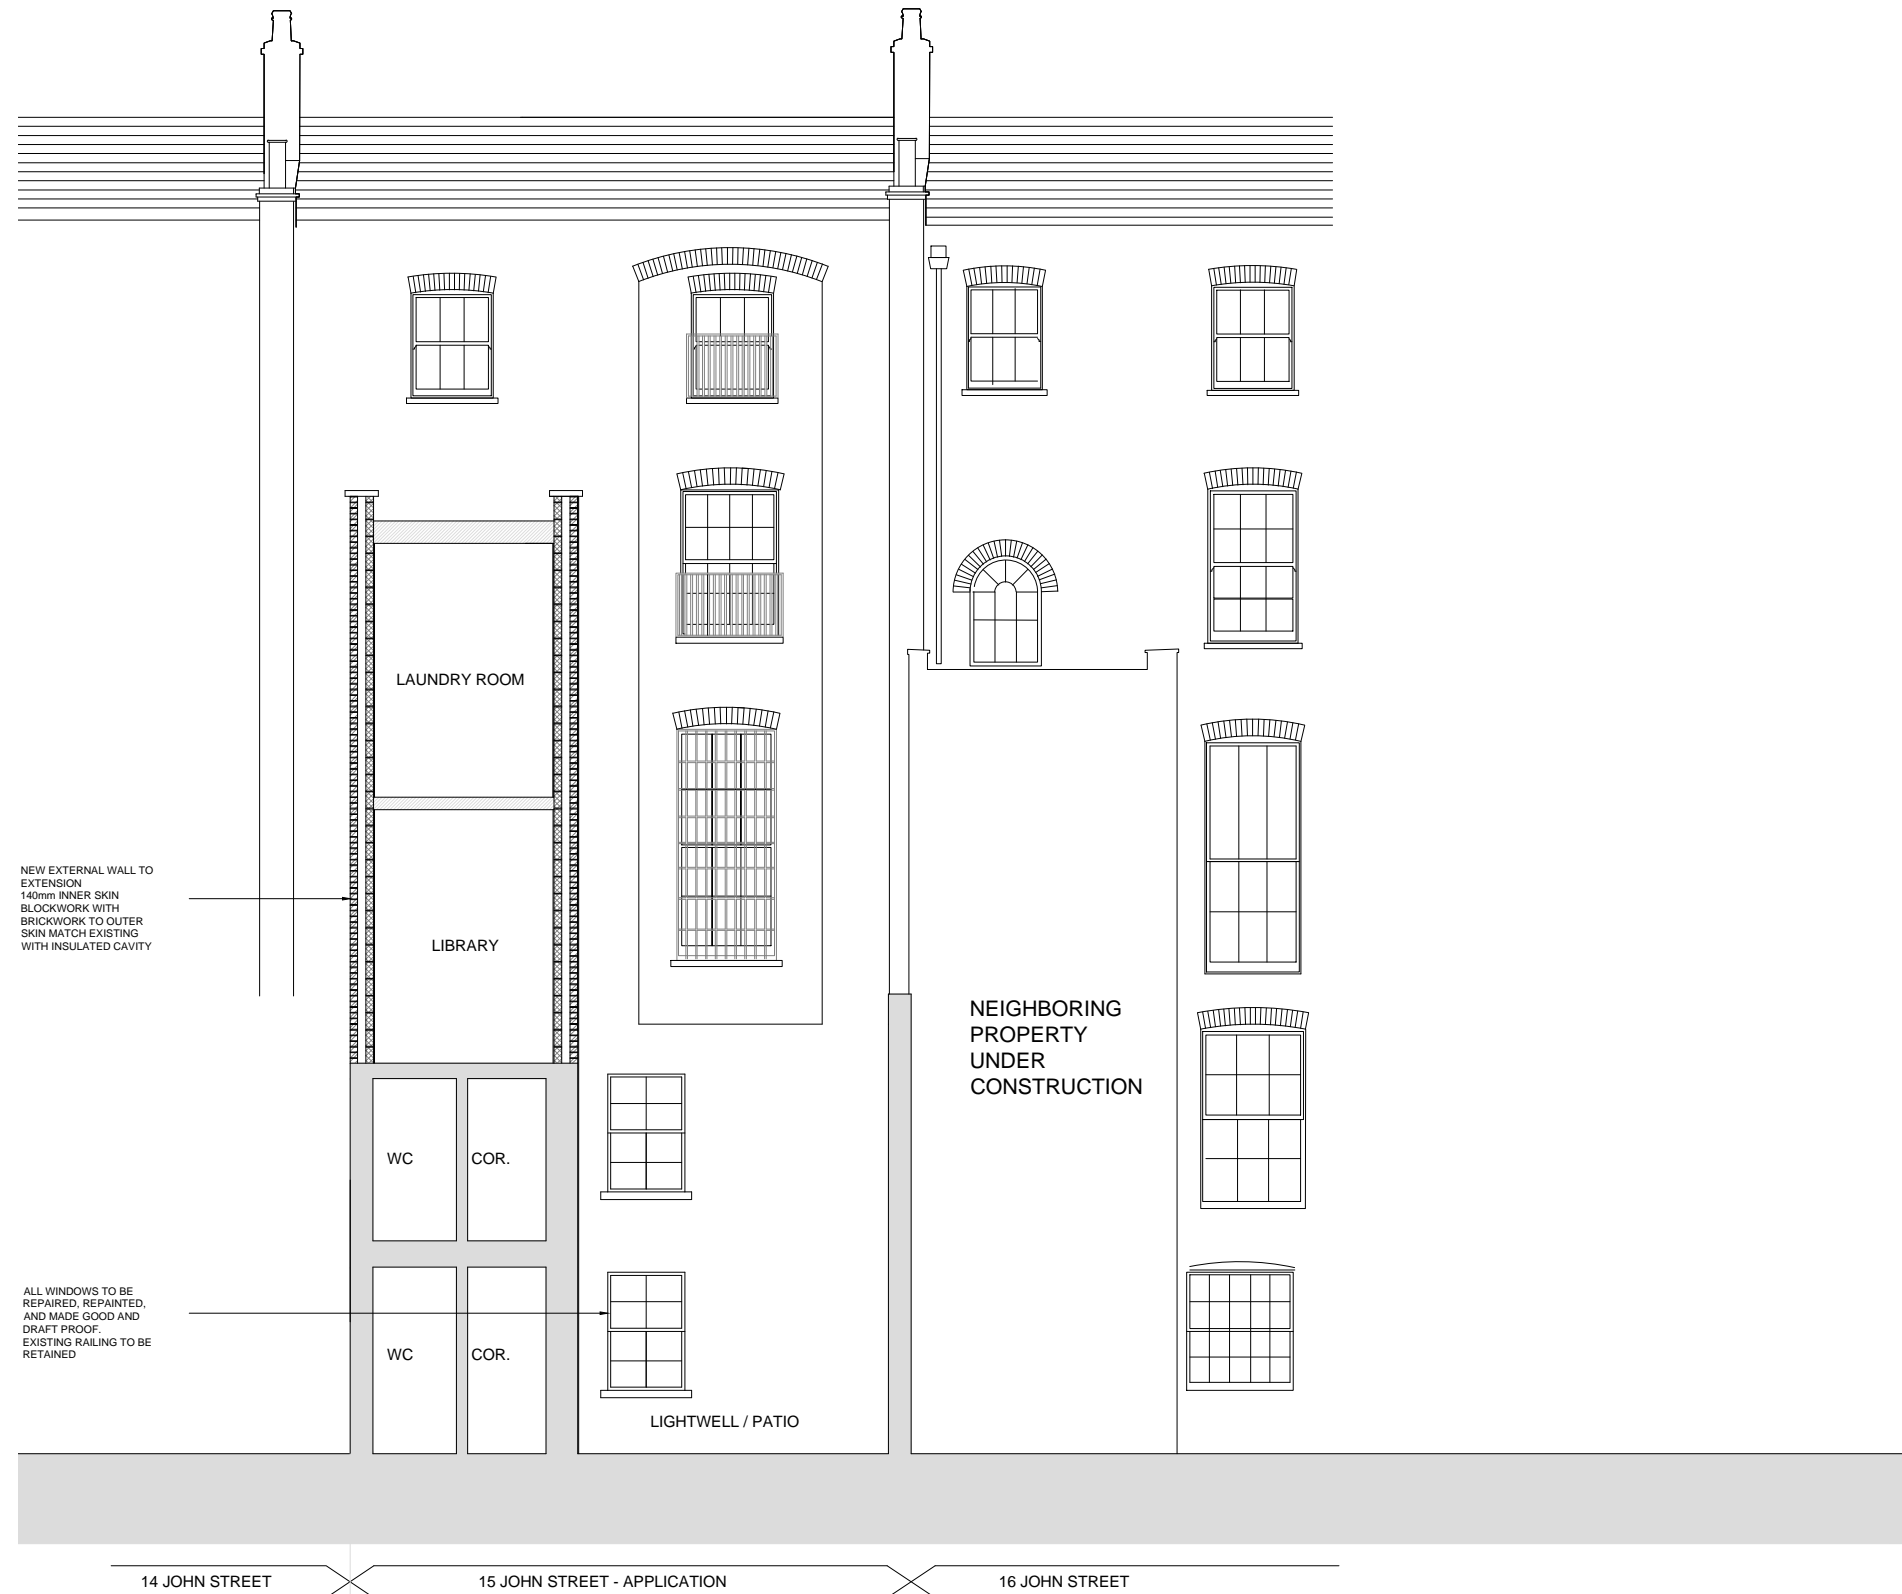 LAUNDRY ROOM
NEW EXTERNAL WALL TO
EXTENSION
140mm INNER SKIN
BLOCKWORK WITH
BRICKWORK TO OUTER
SKIN MATCH EXISTING
WITH INSULATED CAVITY
LIBRARY
NEIGHBORING
PROPERTY
UNDER
CONSTRUCTION
WC
COR.
ALL WINDOWS TO BE
REPAIRED, REPAINTED,
AND MADE GOOD AND
DRAFT PROOF.
EXISTING RAILING TO BE
RETAINED
WC
COR.
LIGHTWELL / PATIO
14 JOHN STREET
15 JOHN STREET - APPLICATION
16 JOHN STREET